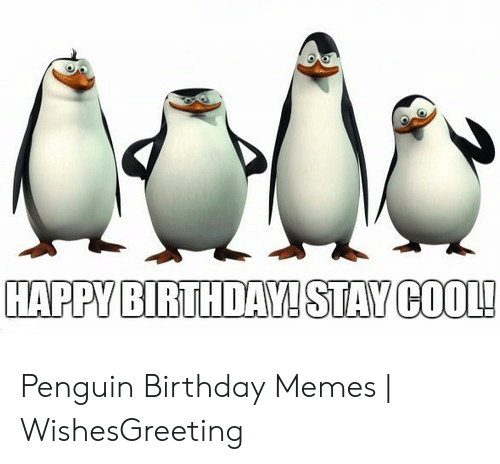 HAPPY BIRTHDAY! STAY COOL!
Penguin Birthday Memes |
WishesGreeting